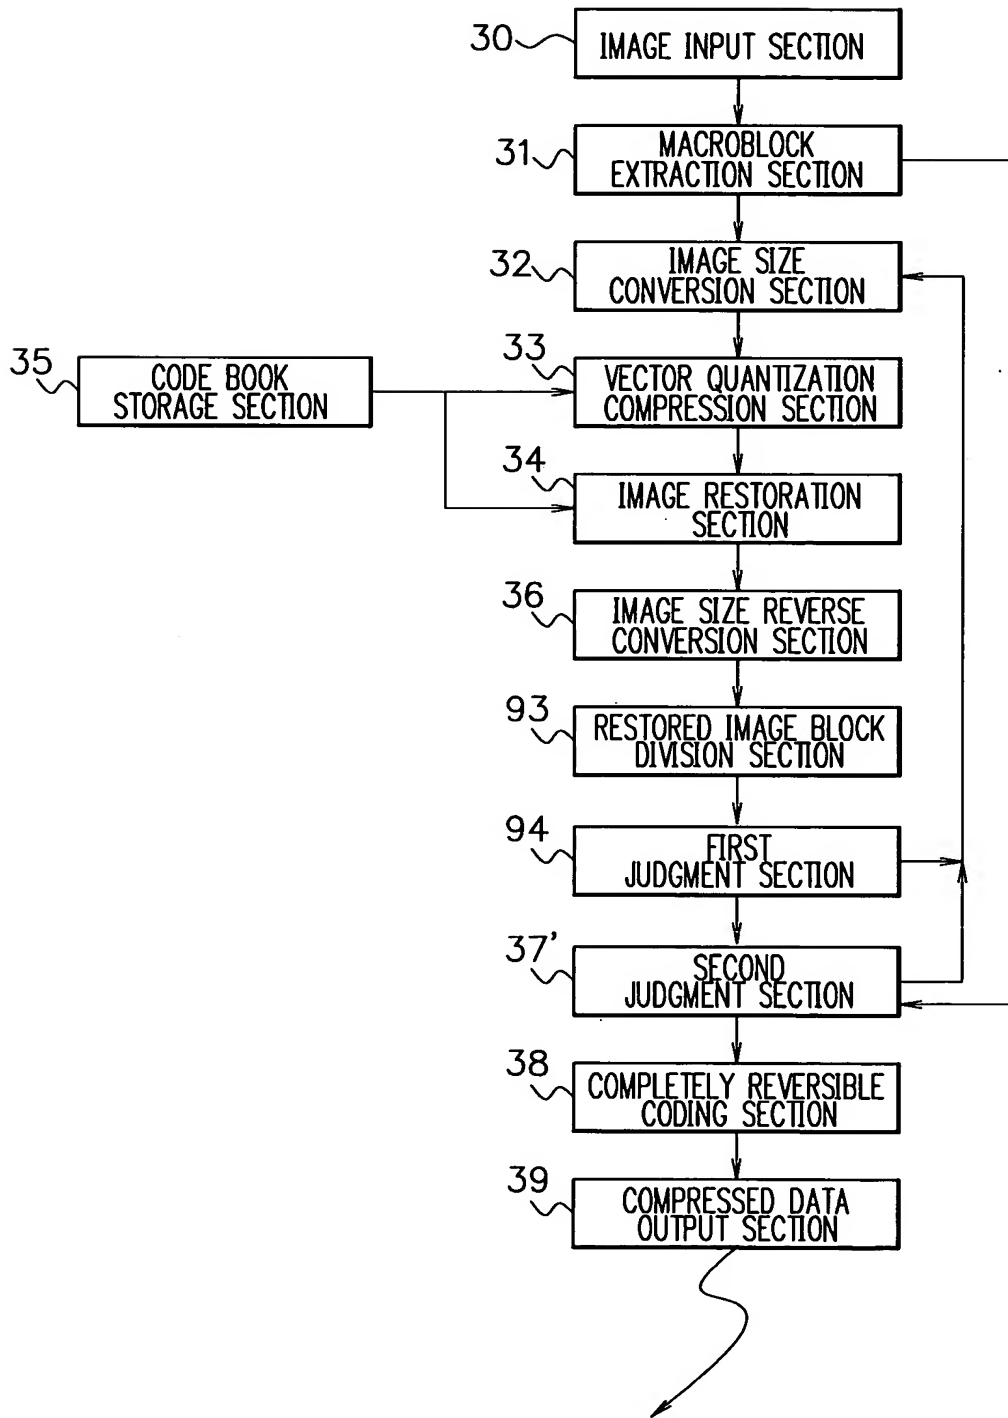 30
IMAGE INPUT SECTION
31
MACROBLOCK
EXTRACTION SECTION
32
IMAGE SIZE
CONVERSION SECTION
35
CODE BOOK
STORAGE SECTION
33
VECTOR QUANTIZATION
COMPRESSION SECTION
34
IMAGE RESTORATION
SECTION
36
IMAGE SIZE REVERSE
CONVERSION SECTION
93
RESTORED IMAGE BLOCK
DIVISION SECTION
94
FIRST
JUDGMENT SECTION
37'
SECOND
JUDGMENT SECTION
38
COMPLETELY REVERSIBLE
CODING SECTION
39
COMPRESSED DATA
OUTPUT SECTION